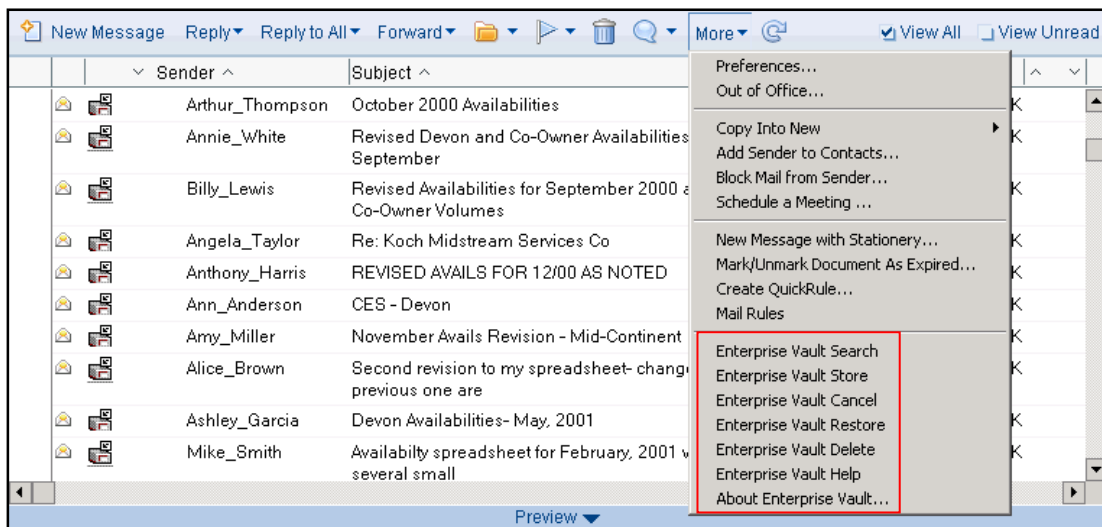 New Message Reply Reply to All Forward More View All View Unread
Sender Subject
Arthur_Thompson October 2000 Availabilities K
Annie_White Revised Devon and Co-Owner Availabilities K
September
Billy_Lewis Revised Availabilities for September 2000 K
Co-Owner Volumes
Angela_Taylor Re: Koch Midstream Services Co K
Anthony_Harris REVISED AVAILS FOR 12/00 AS NOTED K
Ann_Anderson CES - Devon K
Amy_Miller November Avails Revision - Mid-Continent K
Alice_Brown Second revision to my spreadsheet- chang K
previous one are
Ashley_Garcia Devon Availabilities- May, 2001 K
Mike_Smith Availabilty spreadsheet for February, 2001 K
several small
Preferences...
Out of Office...
Copy Into New
Add Sender to Contacts...
Block Mail from Sender...
Schedule a Meeting ...
New Message with Stationery...
Mark/Unmark Document As Expired...
Create QuickRule...
Mail Rules
Enterprise Vault Search
Enterprise Vault Store
Enterprise Vault Cancel
Enterprise Vault Restore
Enterprise Vault Delete
Enterprise Vault Help
About Enterprise Vault...
Preview